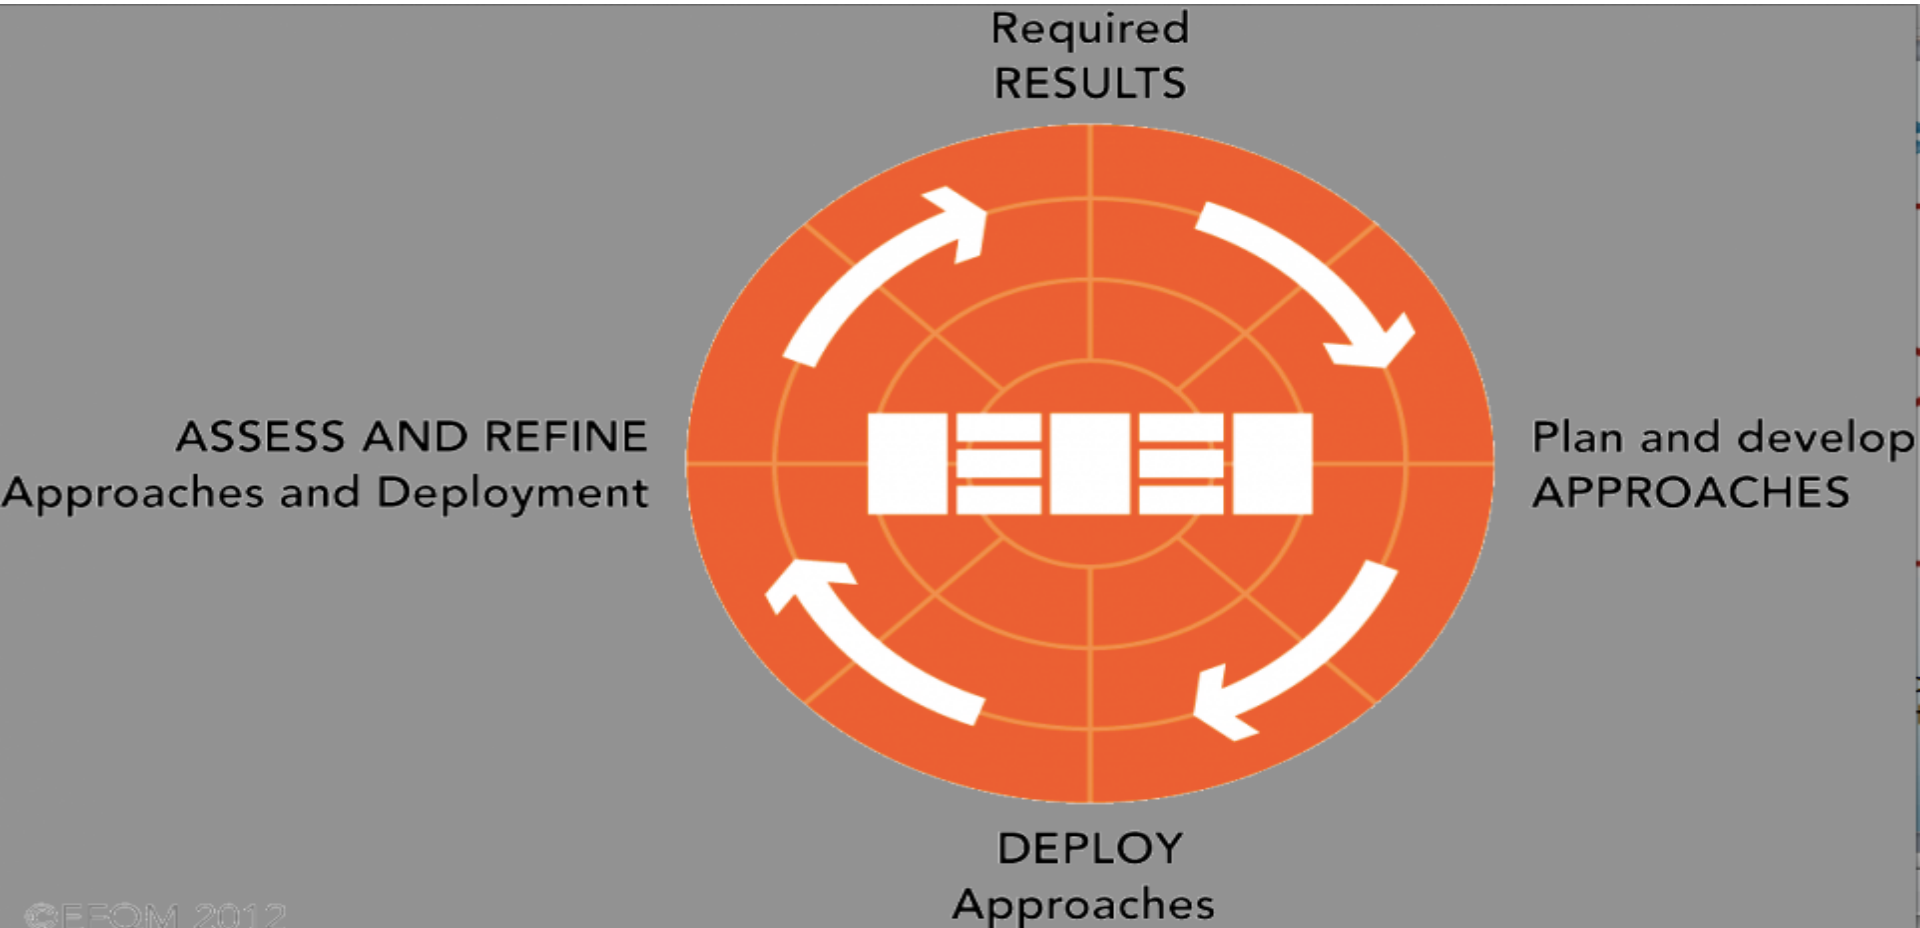 Required
RESULTS
ASSESS AND REFINE
Approaches and Deployment
Plan and develop
APPROACHES
DEPLOY
Approaches
©EFQM 2012